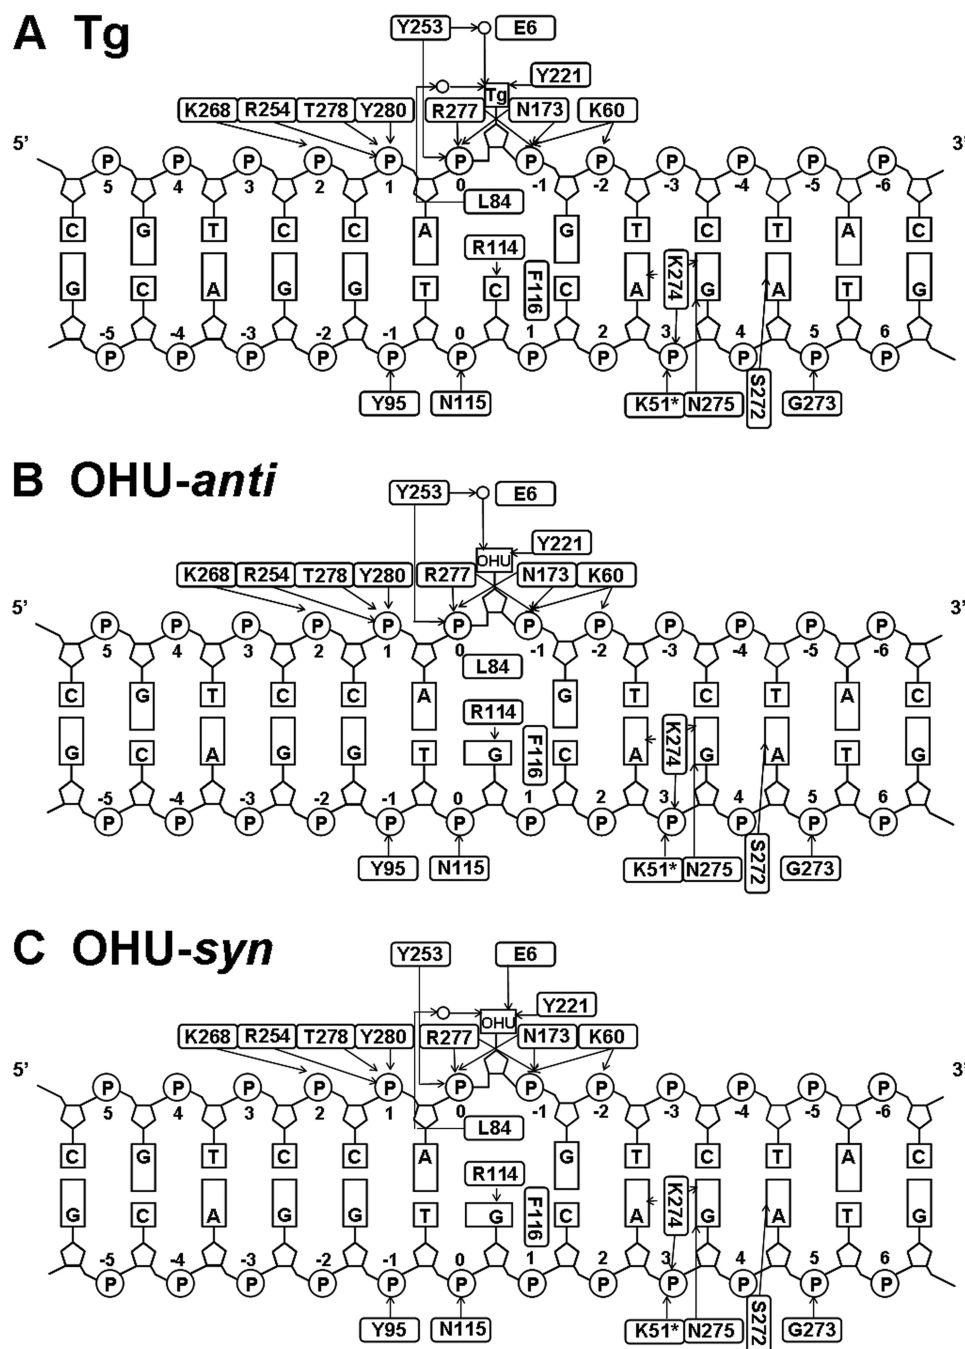 A Tg
Y253 E6
Tg Y221
K268 R254 T278 Y280 R277 N173 K60
5' 3'
P P P P P P P P P P P P
5 4 3 2 1 0 -1 -2 -3 -4 -5 -6
L84
C G T C C A G T C T A C
R114
F116 K274
G C A G G T C C A G A T G
-5 -4 -3 -2 -1 0 1 2 3 4 5 6
P P P P P P P P P P P P
Y95 N115 K51* N275 S272 G273
B OHU-anti
Y253 E6
OHU Y221
K268 R254 T278 Y280 R277 N173 K60
5' 3'
P P P P P P P P P P P P
5 4 3 2 1 0 -1 -2 -3 -4 -5 -6
L84
C G T C C A G T C T A C
R114
F116 K274
G C A G G T G C A G A T G
-5 -4 -3 -2 -1 0 1 2 3 4 5 6
P P P P P P P P P P P P
Y95 N115 K51* N275 S272 G273
C OHU-syn
Y253 E6
OHU Y221
K268 R254 T278 Y280 R277 N173 K60
5' 3'
P P P P P P P P P P P P
5 4 3 2 1 0 -1 -2 -3 -4 -5 -6
L84
C G T C C A G T C T A C
R114
F116 K274
G C A G G T G C A G A T G
-5 -4 -3 -2 -1 0 1 2 3 4 5 6
P P P P P P P P P P P P
Y95 N115 K51* N275 S272 G273